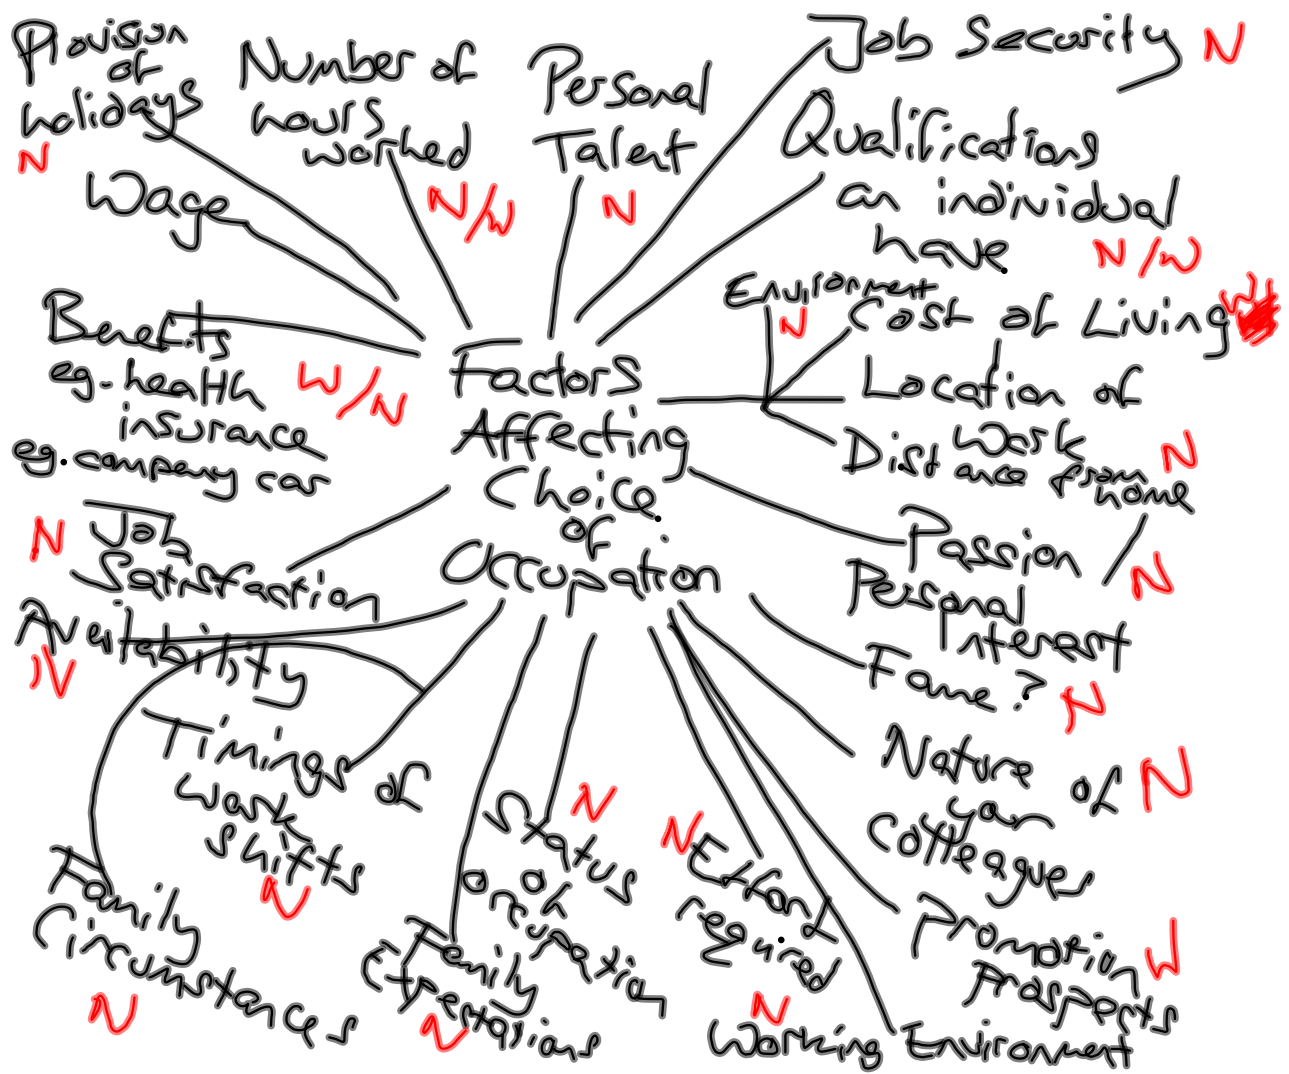 Provision
of
holidays
N
Wage
Number of
hours
worked
N/W
Personal
Talent
N
Job Security N
Qualifications
an individual
have N/W
Environment
N
Cost of Living W
Location of
Work
Distance from N
home
Benefits
eg. health
insurance
W/N
eg. company car
Factors
Affecting
Choice
of
Occupation
Passion /
Personal
Interest
N
Job
Satisfaction
N
Availability
N
Fame?
N
Timings of
work
shifts
N
Nature of N
your
colleagues
Family
Circumstances
N
Family
Expectations
N
Status N
of
an
occupation
N
Effort
required
N
Promotion W
Prospects
Working Environment